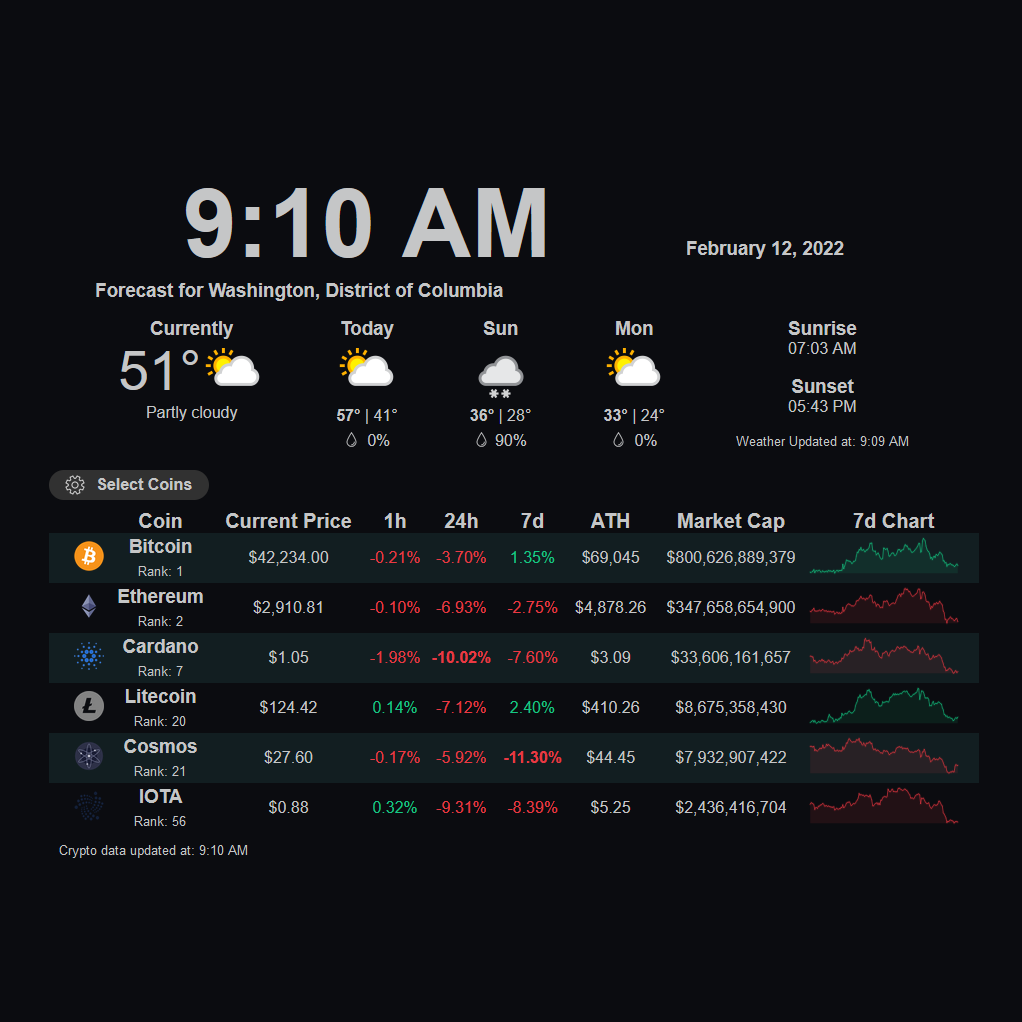 9:10 AM
February 12, 2022
Forecast for Washington, District of Columbia
Currently Today Sun Mon Sunrise
07:03 AM
51°
Sunset
Partly cloudy 57° | 41° 36° | 28° 33° | 24° 05:43 PM
0% 90% 0% Weather Updated at: 9:09 AM
Select Coins
Coin Current Price 1h 24h 7d ATH Market Cap 7d Chart
Bitcoin
Rank: 1
$42,234.00 -0.21% -3.70% 1.35% $69,045 $800,626,889,379
Ethereum
Rank: 2
$2,910.81 -0.10% -6.93% -2.75% $4,878.26 $347,658,654,900
Cardano
Rank: 7
$1.05 -1.98% -10.02% -7.60% $3.09 $33,606,161,657
Litecoin
Rank: 20
$124.42 0.14% -7.12% 2.40% $410.26 $8,675,358,430
Cosmos
Rank: 21
$27.60 -0.17% -5.92% -11.30% $44.45 $7,932,907,422
IOTA
Rank: 56
$0.88 0.32% -9.31% -8.39% $5.25 $2,436,416,704
Crypto data updated at: 9:10 AM